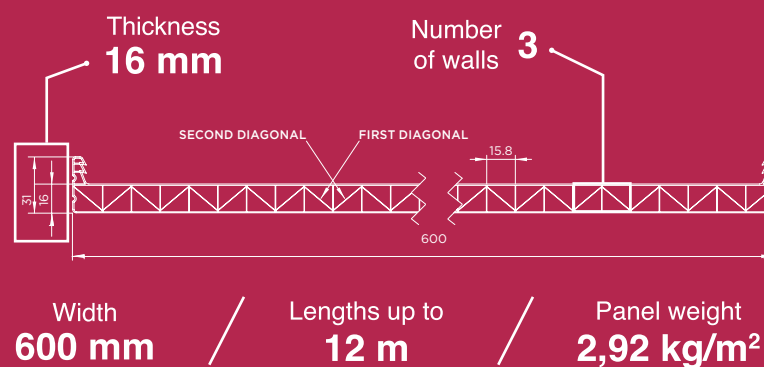 Thickness
16 mm
Number
of walls
3
SECOND DIAGONAL
FIRST DIAGONAL
15.8
31
16
600
Width
600 mm
Lengths up to
12 m
Panel weight
2,92 kg/m²